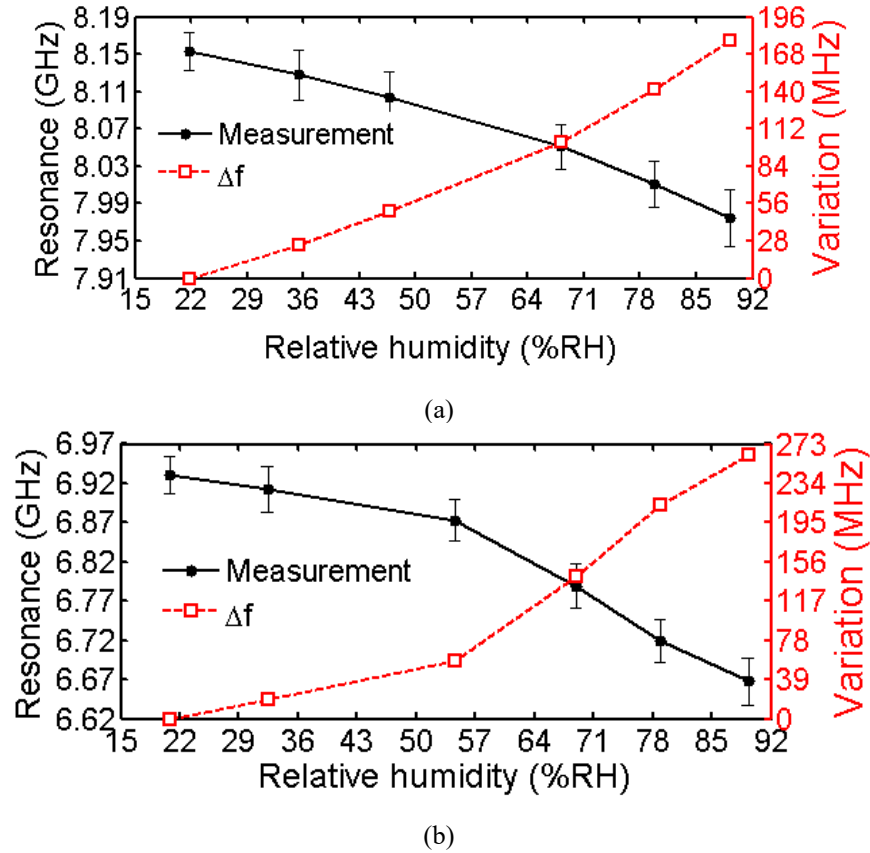 8.19
8.15
8.11
8.07
8.03
7.99
7.95
7.91
Resonance (GHz)
Measurement
Δf
196
168
140
112
84
56
28
0
Variation (MHz)
15 22 29 36 43 50 57 64 71 78 85 92
Relative humidity (%RH)
(a)
6.97
6.92
6.87
6.82
6.77
6.72
6.67
6.62
Resonance (GHz)
Measurement
Δf
273
234
195
156
117
78
39
0
Variation (MHz)
15 22 29 36 43 50 57 64 71 78 85 92
Relative humidity (%RH)
(b)